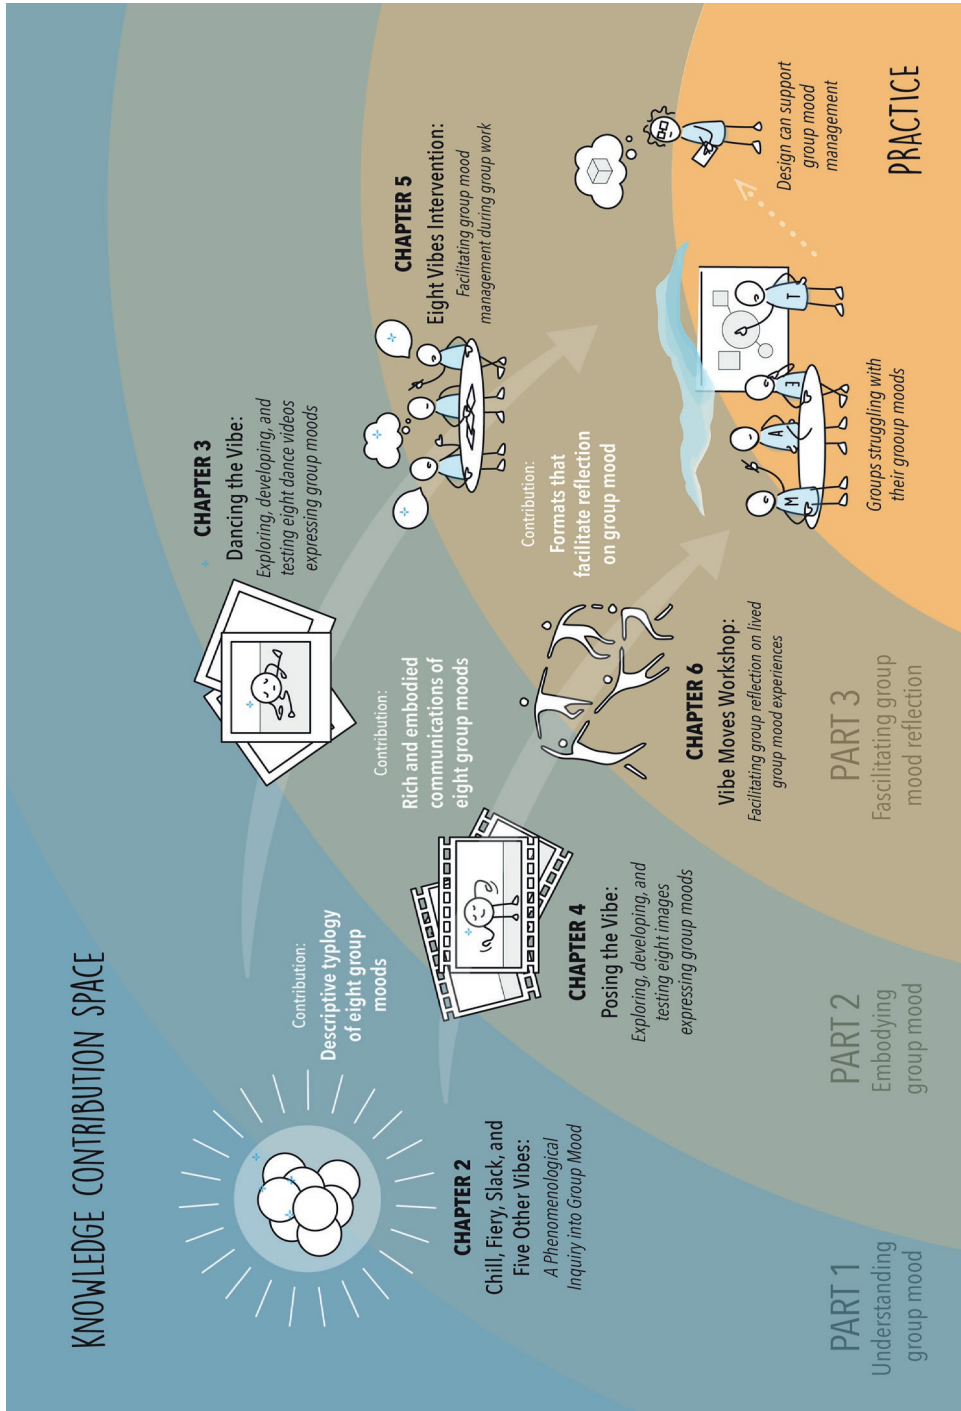 KNOWLEDGE CONTRIBUTION SPACE
CHAPTER 2
Chill, Fiery, Slack, and
Five Other Vibes:
A Phenomenological
Inquiry into Group Mood
Contribution:
Descriptive typlogy
of eight group
moods
CHAPTER 3
Dancing the Vibe:
Exploring, developing, and
testing eight dance videos
expressing group moods
CHAPTER 4
Posing the Vibe:
Exploring, developing, and
testing eight images
expressing group moods
Contribution:
Rich and embodied
communications of
eight group moods
CHAPTER 5
Eight Vibes Intervention:
Facilitating group mood
management during group work
CHAPTER 6
Vibe Moves Workshop:
Facilitating group reflection on lived
group mood experiences
Contribution:
Formats that
facilitate reflection
on group mood
M A E T
Groups struggling with
their grooup moods
Design can support
group mood
management
PRACTICE
PART 1
Understanding
group mood
PART 2
Embodying
group mood
PART 3
Fascilitating group
mood reflection